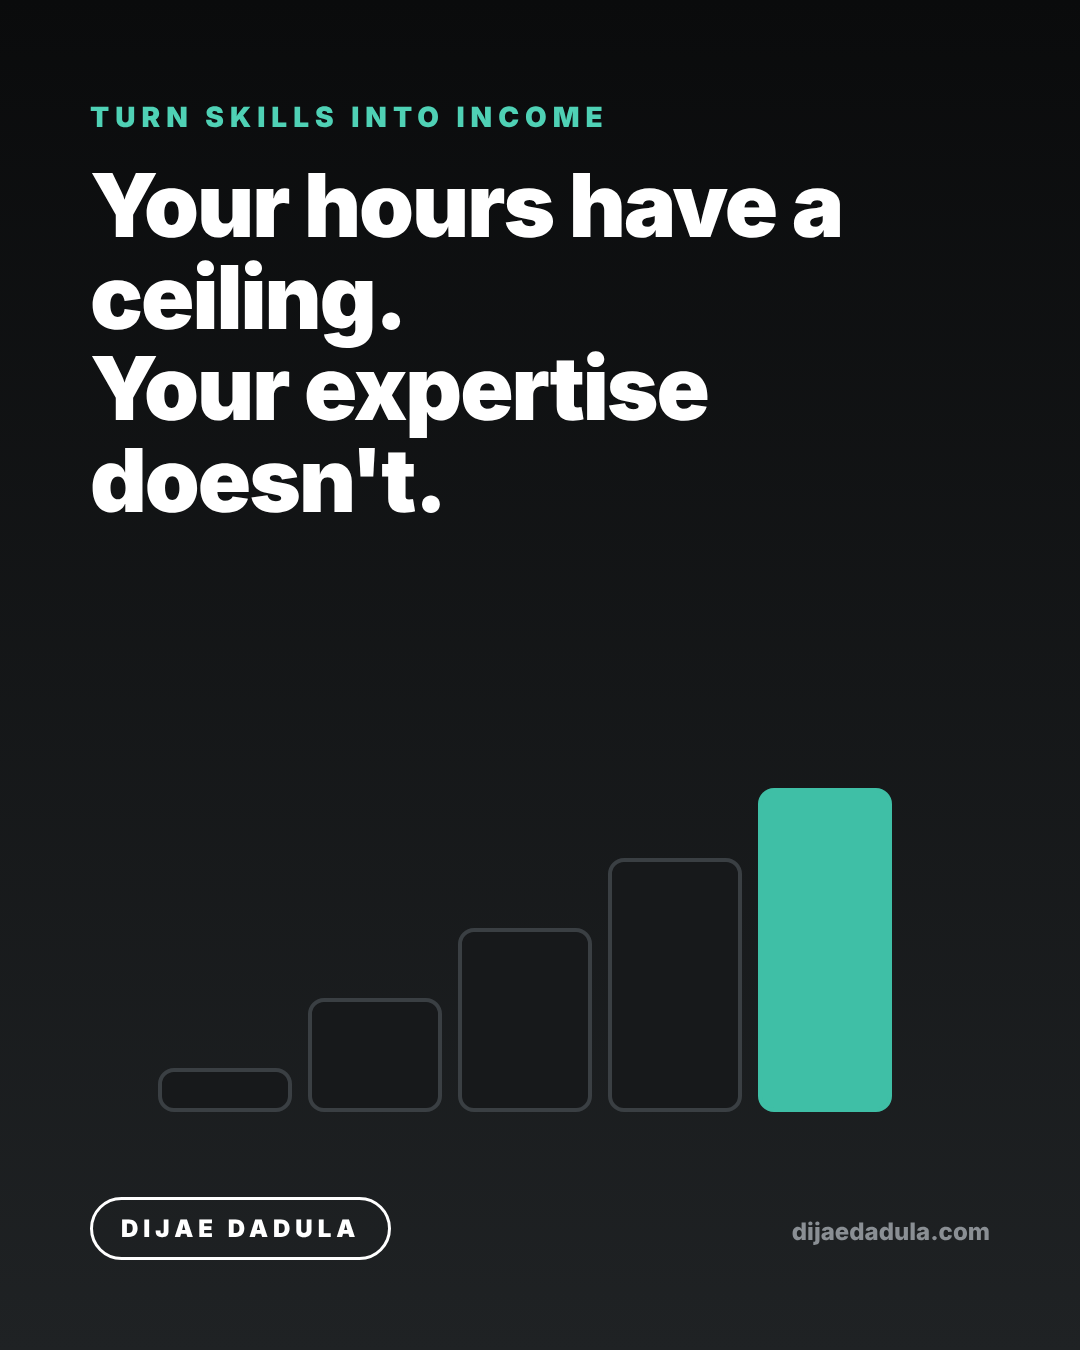 TURN SKILLS INTO INCOME
Your hours have a
ceiling.
Your expertise
doesn't.
DIJAE DADULA
dijaedadula.com